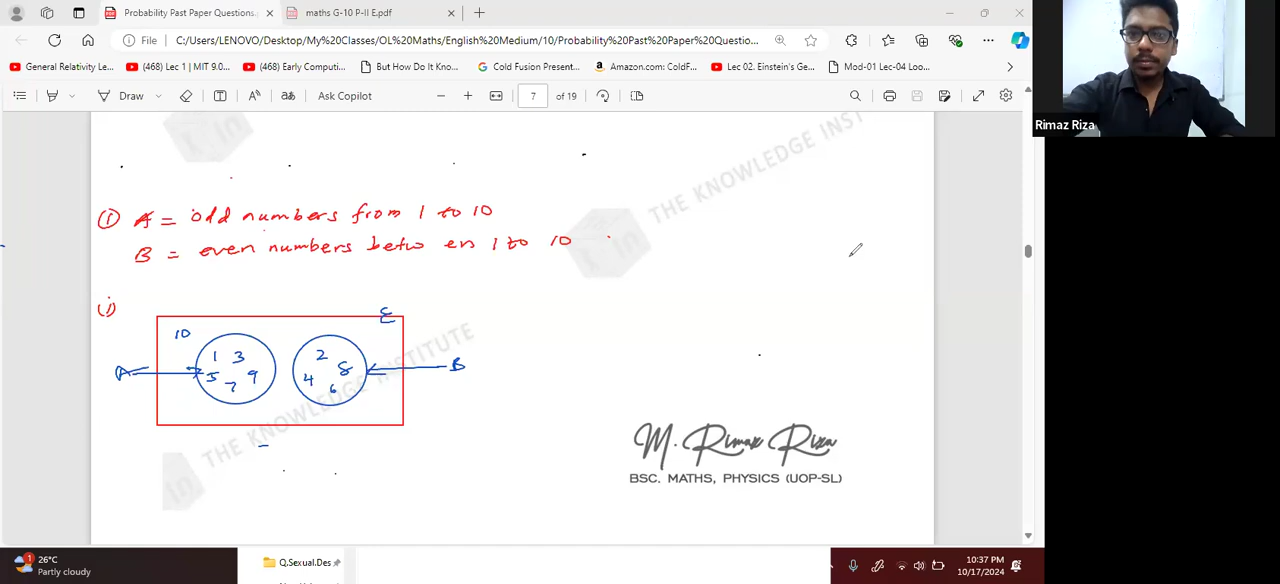 Probability Past Paper Questions.
maths G-10 P-II E.pdf
File
C:/Users/LENOVO/Desktop/My%20Classes/OL%20Maths/English%20Medium/10/Probability%20Past%20Paper%20Questio...
General Relativity Le...
(468) Lec 1 | MIT 9.0...
(468) Early Computi...
But How Do It Kno...
Cold Fusion Present...
Amazon.com: ColdF...
Lec 02. Einstein's Ge...
Mod-01 Lec-04 Loo...
Draw
Ask Copilot
7 of 19
Rimaz Riza
THE KNOWLEDGE INST
(1) A = odd numbers from 1 to 10
B = even numbers betwo en 1 to 10
(i)
ε
10
1 3
5 7 9
2
4 8
6
A
B
THE KNOWLEDGE INSTITUTE
M. Rimaz Riza
BSC. MATHS, PHYSICS (UOP-SL)
1
26°C
Partly cloudy
Q,Sexual.Des
10:37 PM
10/17/2024